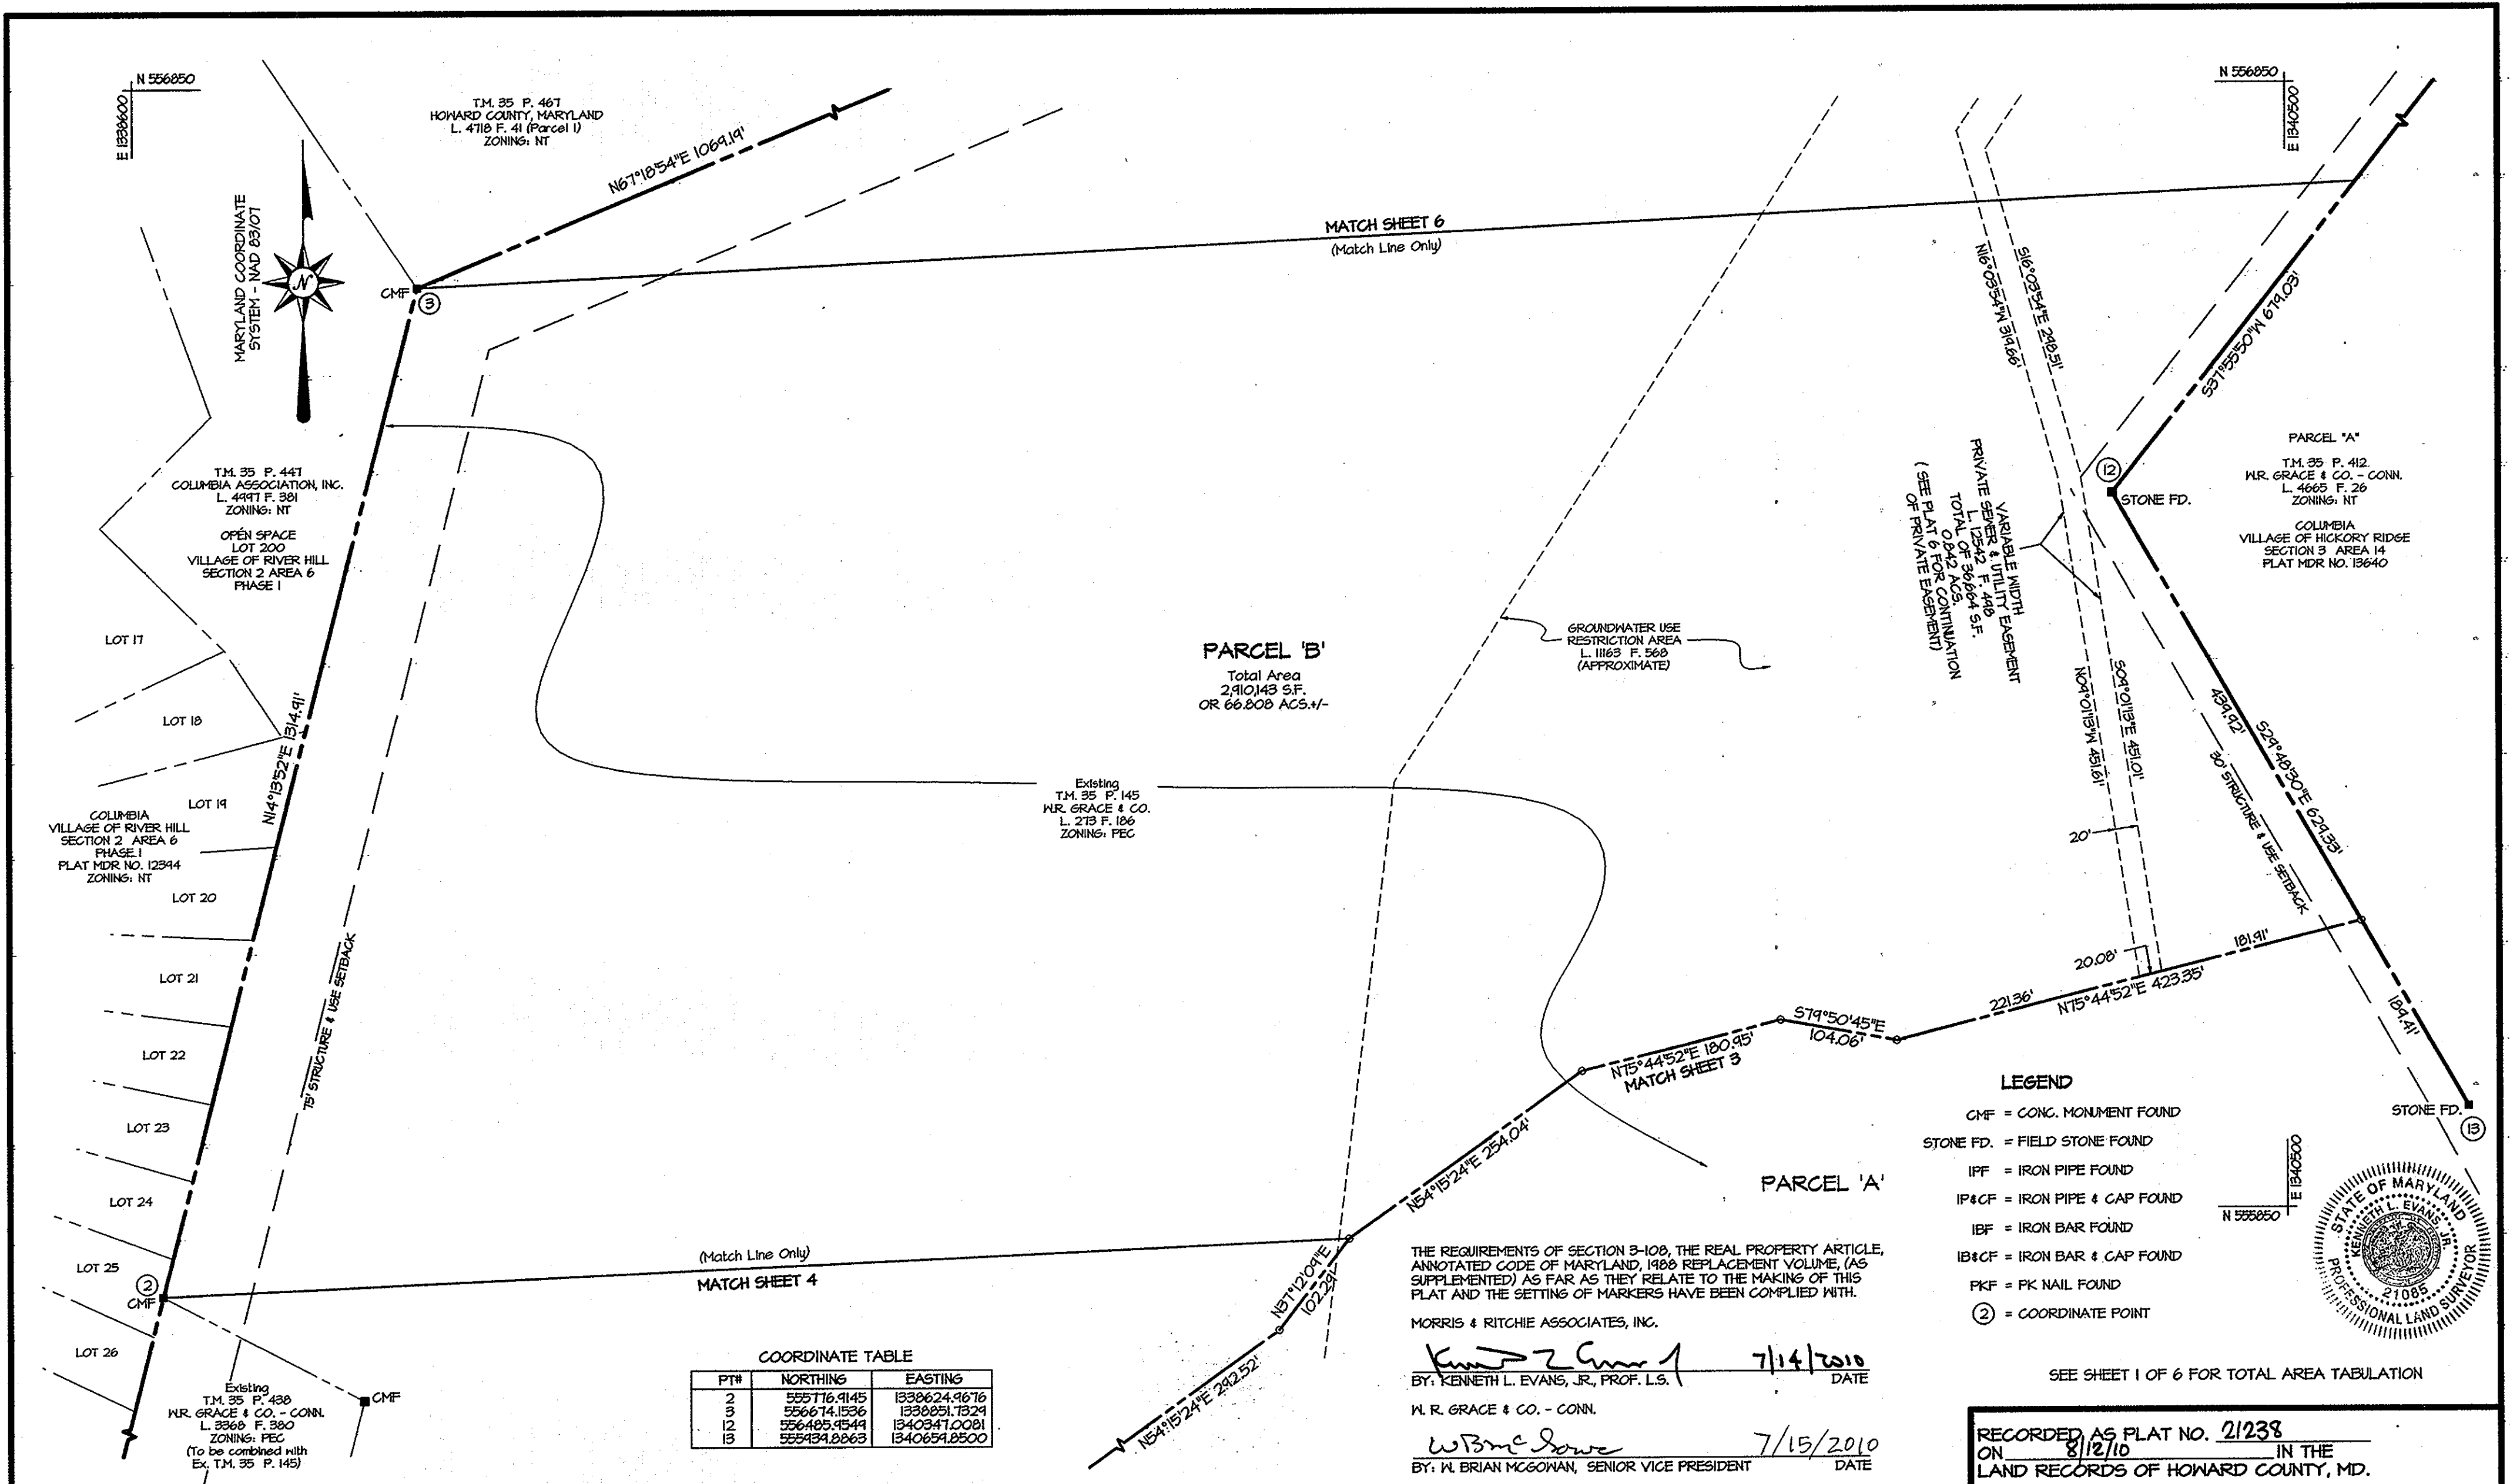 N 556850
E 1338600
T.M. 35 P. 467
HOWARD COUNTY, MARYLAND
L. 4718 F. 41 (Parcel 1)
ZONING: NT
N67°18'54"E 1069.19'
N 556850
E 1340500
MARYLAND COORDINATE
SYSTEM - NAD 83/07
N
CMF
3
MATCH SHEET 6
(Match Line Only)
N16°03'54"W 319.66'
S16°03'54"E 298.51'
S37°55'50"W 679.03'
T.M. 35 P. 447
COLUMBIA ASSOCIATION, INC.
L. 4997 F. 381
ZONING: NT
OPEN SPACE
LOT 200
VILLAGE OF RIVER HILL
SECTION 2 AREA 6
PHASE 1
PARCEL "A"
T.M. 35 P. 412
W.R. GRACE & CO. - CONN.
L. 4665 F. 26
ZONING: NT
COLUMBIA
VILLAGE OF HICKORY RIDGE
SECTION 3 AREA 14
PLAT MDR NO. 13640
12
STONE FD.
VARIABLE WIDTH
PRIVATE SEWER & UTILITY EASEMENT
L. 12542 F. 498
TOTAL OF 36,664 S.F.
0.842 ACS.
( SEE PLAT 6 FOR CONTINUATION
OF PRIVATE EASEMENT)
LOT 17
LOT 18
N14°13'52"E 1314.91'
LOT 19
COLUMBIA
VILLAGE OF RIVER HILL
SECTION 2 AREA 6
PHASE 1
PLAT MDR NO. 12394
ZONING: NT
LOT 20
PARCEL 'B'
Total Area
2,910,143 S.F.
OR 66.808 ACS.+/-
GROUNDWATER USE
RESTRICTION AREA
L. 11163 F. 568
(APPROXIMATE)
Existing
T.M. 35 P. 145
W.R. GRACE & CO.
L. 273 F. 186
ZONING: PEC
N09°01'13"W 451.61'
S09°01'13"E 451.01'
439.92'
S29°48'30"E 629.33'
30' STRUCTURE & USE SETBACK
20'
20.08'
181.91'
221.36'
N75°44'52"E 423.35'
189.41'
75' STRUCTURE & USE SETBACK
LOT 21
LOT 22
LOT 23
LOT 24
LOT 25
2
CMF
LOT 26
S79°50'45"E
104.06'
N75°44'52"E 180.95'
MATCH SHEET 3
N54°15'24"E 254.04'
STONE FD.
13
PARCEL 'A'
LEGEND
CMF = CONC. MONUMENT FOUND
STONE FD. = FIELD STONE FOUND
IPF = IRON PIPE FOUND
IP&CF = IRON PIPE & CAP FOUND
IBF = IRON BAR FOUND
IB&CF = IRON BAR & CAP FOUND
PKF = PK NAIL FOUND
2 = COORDINATE POINT
E 1340500
N 555850
STATE OF MARYLAND
KENNETH L. EVANS, JR.
21085
PROFESSIONAL LAND SURVEYOR
(Match Line Only)
MATCH SHEET 4
N37°12'09"E
102.29'
N54°15'24"E 292.52'
Existing
T.M. 35 P. 438
W.R. GRACE & CO. - CONN.
L. 3368 F. 380
ZONING: PEC
(To be combined with
Ex. T.M. 35 P. 145)
CMF
COORDINATE TABLE
PT# NORTHING EASTING
2 555776.9145 1338624.9676
3 556674.1536 1338851.7329
12 556485.9549 1340347.0081
13 555939.8863 1340659.8500
THE REQUIREMENTS OF SECTION 3-108, THE REAL PROPERTY ARTICLE,
ANNOTATED CODE OF MARYLAND, 1988 REPLACEMENT VOLUME, (AS
SUPPLEMENTED) AS FAR AS THEY RELATE TO THE MAKING OF THIS
PLAT AND THE SETTING OF MARKERS HAVE BEEN COMPLIED WITH.
MORRIS & RITCHIE ASSOCIATES, INC.
7/14/2010
BY: KENNETH L. EVANS, JR., PROF. L.S. DATE
W. R. GRACE & CO. - CONN.
7/15/2010
BY: W. BRIAN MCGOWAN, SENIOR VICE PRESIDENT DATE
SEE SHEET 1 OF 6 FOR TOTAL AREA TABULATION
RECORDED AS PLAT NO. 21238
ON 8/12/10 IN THE
LAND RECORDS OF HOWARD COUNTY, MD.